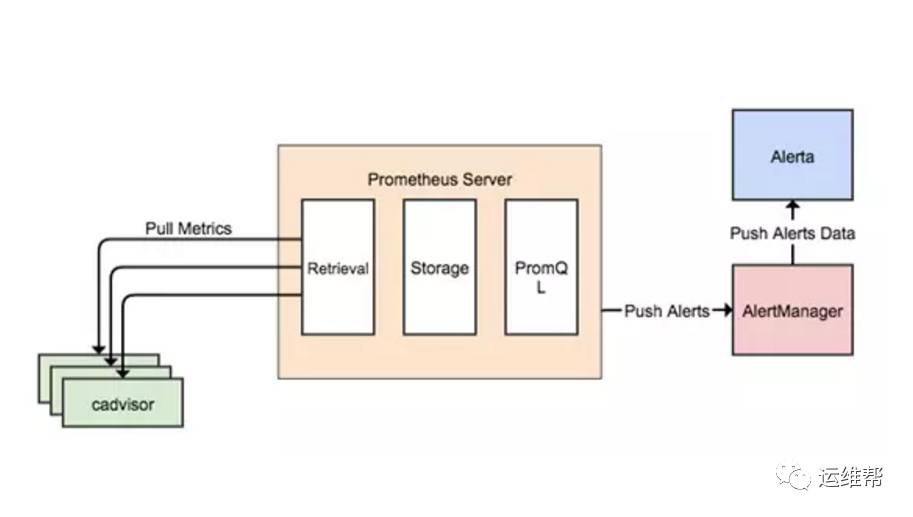 Alerta
Prometheus Server
Pull Metrics
Push Alerts Data
Retrieval
Storage
PromQ
L
Push Alerts
AlertManager
cadvisor
运维帮